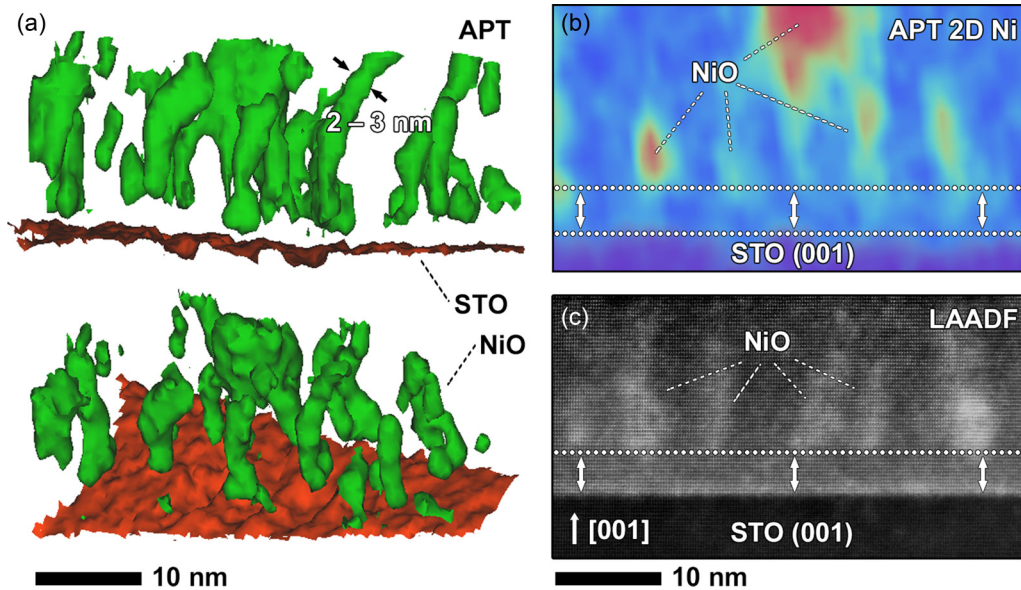 (a)
APT
2 – 3 nm
STO
NiO
10 nm
(b)
APT 2D Ni
NiO
STO (001)
(c)
LAADF
NiO
[001]
STO (001)
10 nm